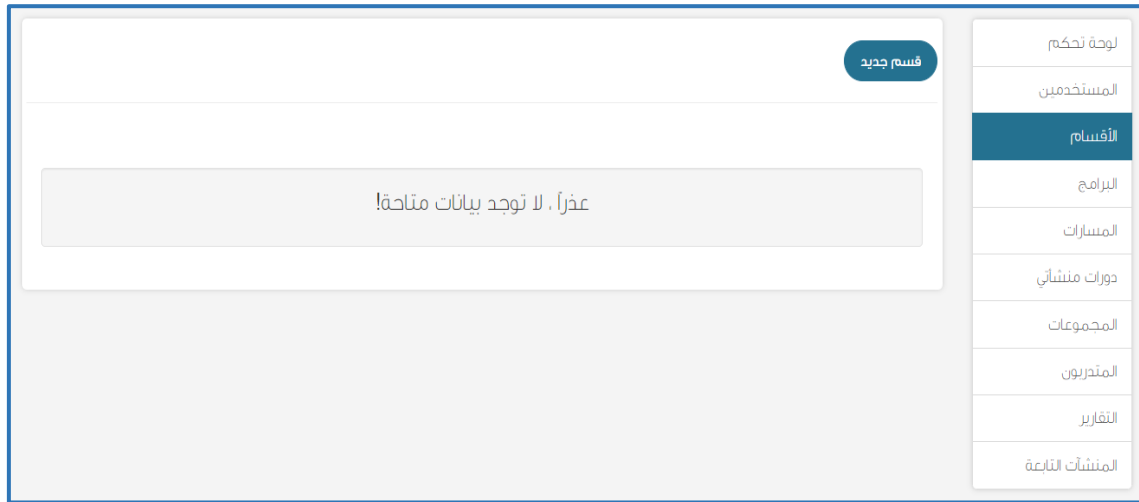 لوحة تحكم
المستخدمين
الأقسام
البرامج
المسارات
دورات منشأتي
المجموعات
المتدربون
التقارير
المنشآت التابعة
قسم جديد
عذراً ، لا توجد بيانات متاحة!